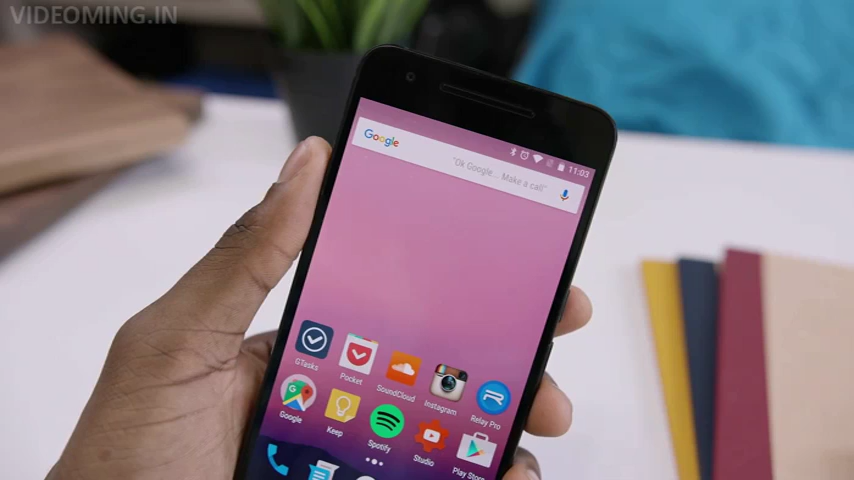 VIDEOMING.IN
11:03
Google
"Ok Google... Make a call"
GTasks
Pocket
SoundCloud
Instagram
Relay Pro
Google
Keep
Spotify
Studio
Play Store